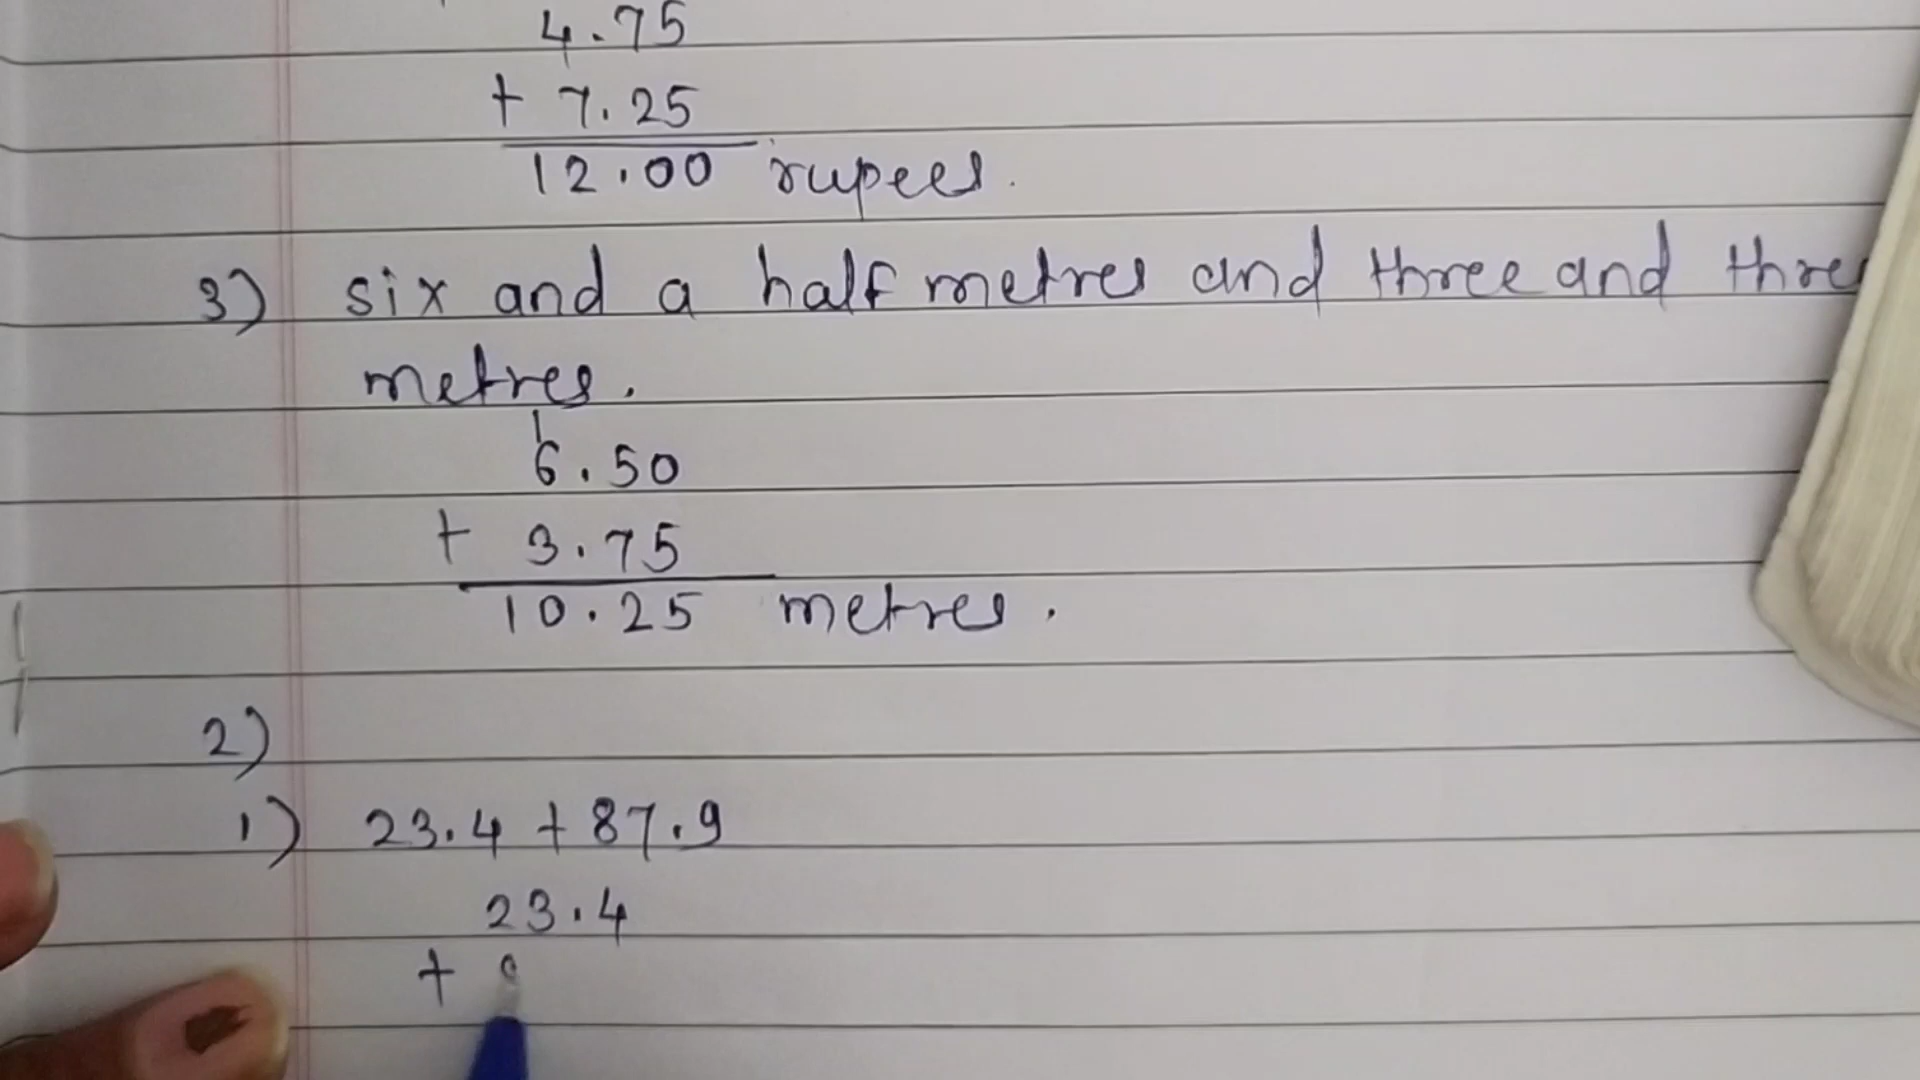 4.75
+ 7.25
12.00 rupees.
3) six and a half metres and three and three
metres.
1
6.50
+ 3.75
10.25 metres.
2)
1) 23.4 + 87.9
23.4
+